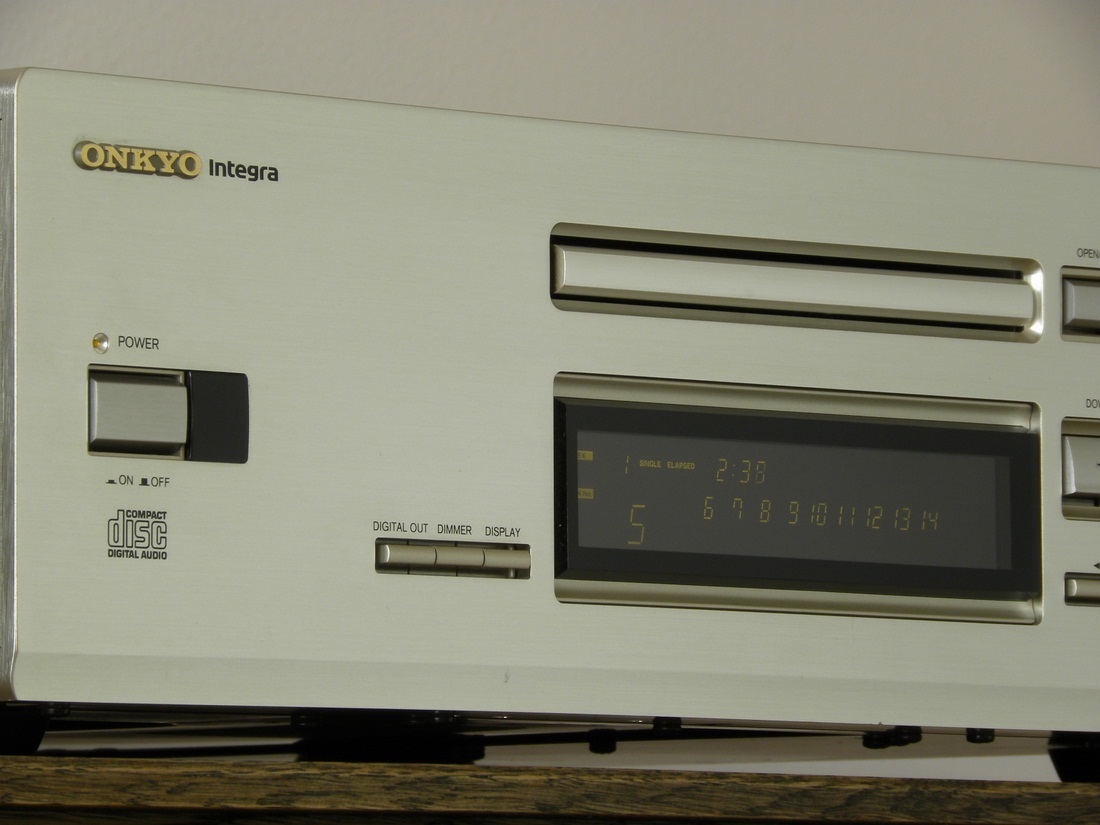 ONKYO Integra
OPEN/
POWER
ON OFF
COMPACT
disc
DIGITAL AUDIO
DIGITAL OUT DIMMER DISPLAY
1 SINGLE ELAPSED 2:38
5 6 7 8 9 10 11 12 13 14